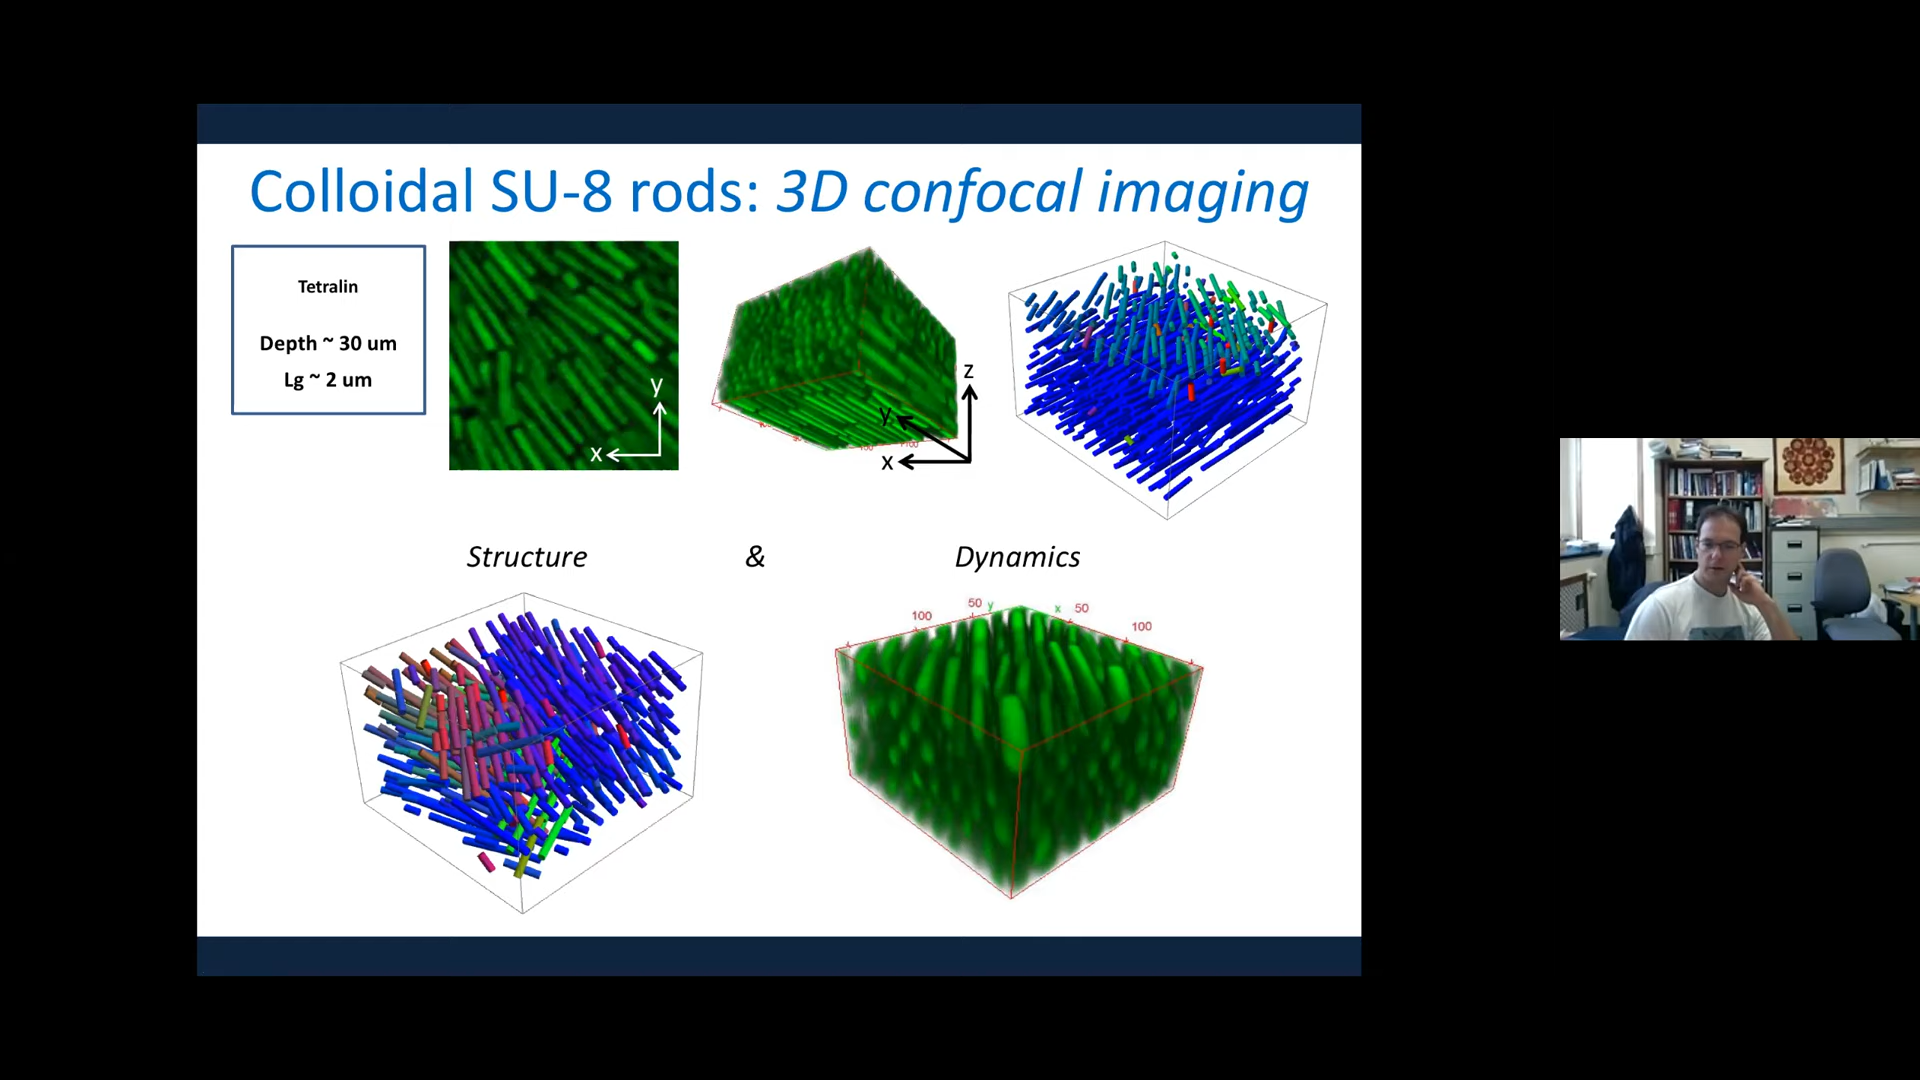 Colloidal SU-8 rods: 3D confocal imaging
Tetralin
Depth ~ 30 um
Lg ~ 2 um
y
x
z
y
x
Structure & Dynamics
100
50
y
x
50
100